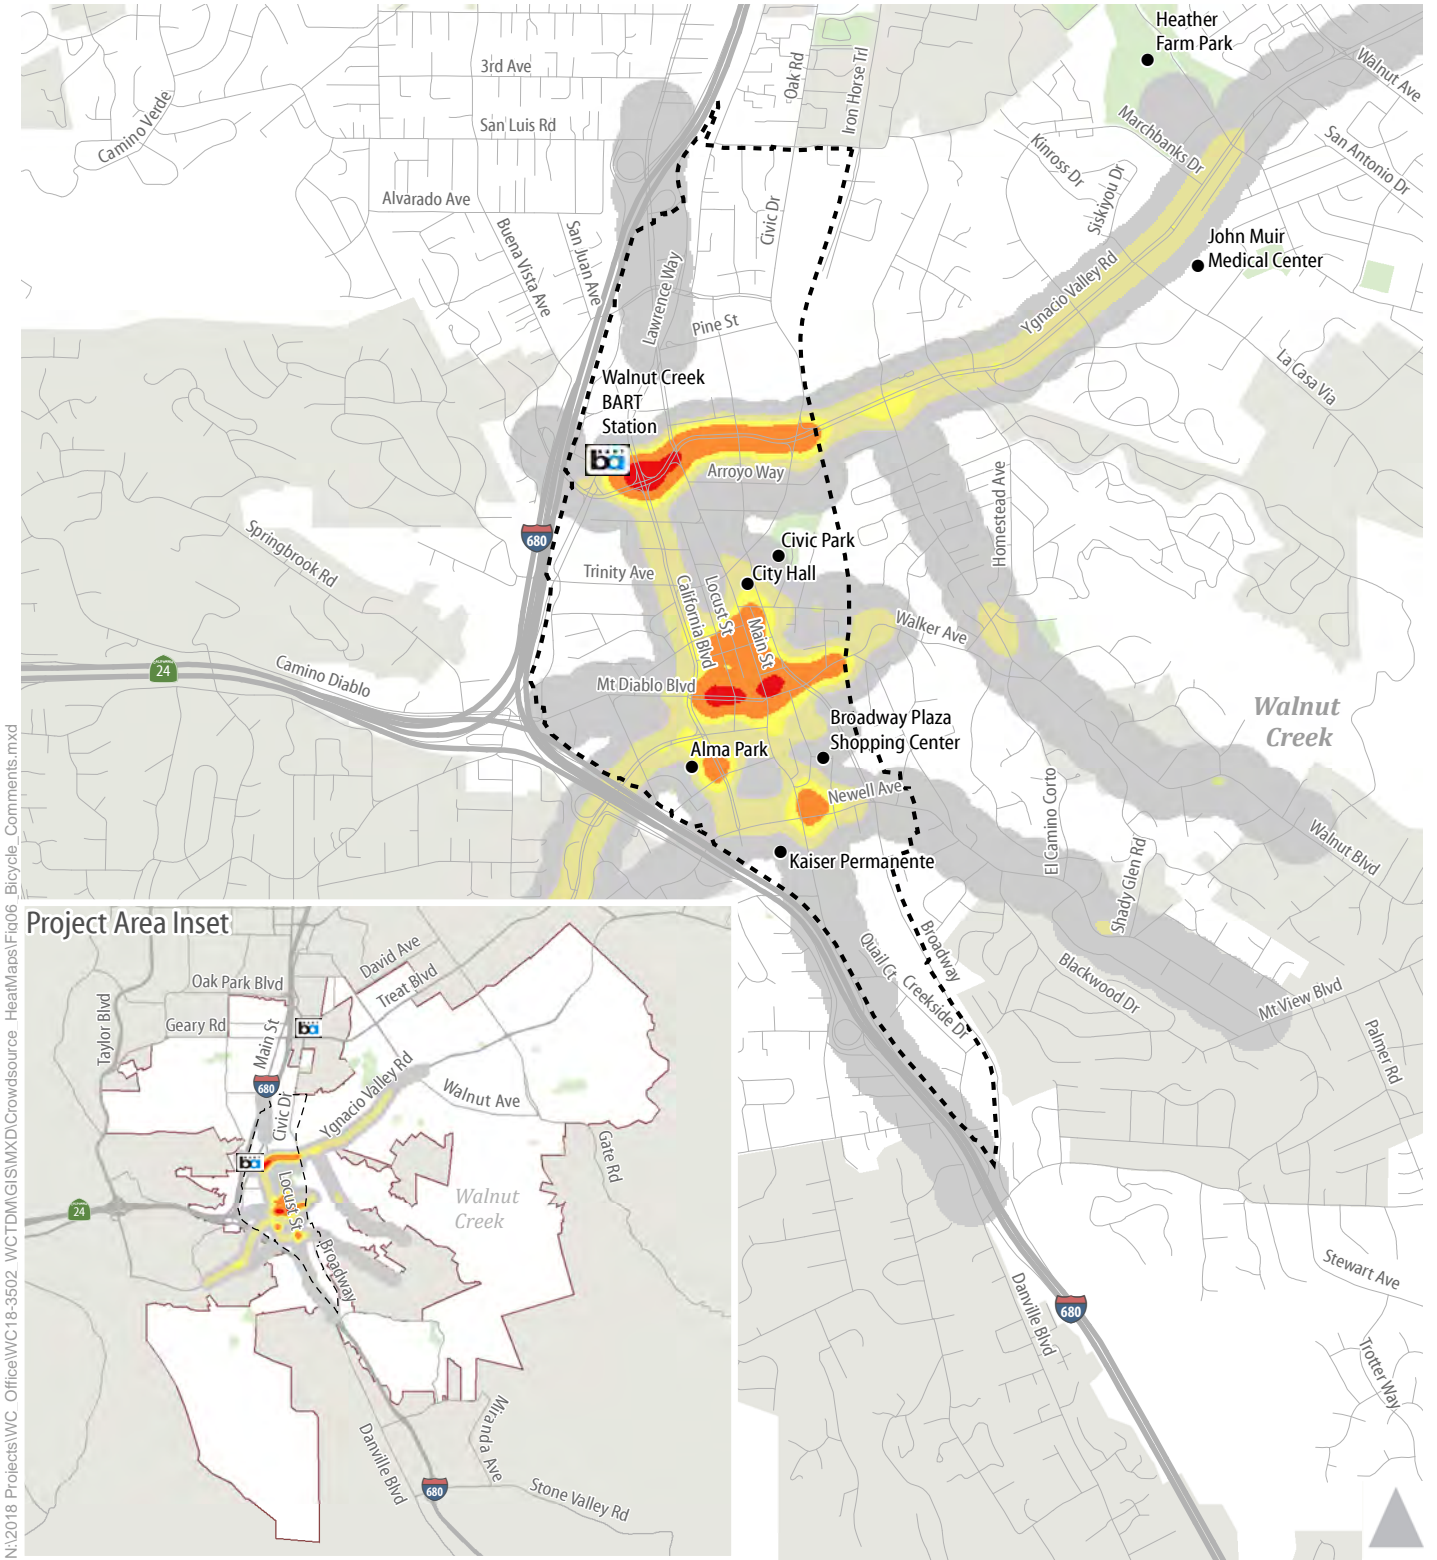 Heather
Farm Park
Walnut Ave
3rd Ave
Oak Rd
Iron Horse Trl
Camino Verde
San Luis Rd
Marchbanks Dr
San Antonio Dr
Kinross Dr
Siskiyou Dr
Alvarado Ave
Buena Vista Ave
San Juan Ave
Civic Dr
John Muir
Medical Center
Lawrence Way
Ygnacio Valley Rd
Pine St
La Casa Via
Walnut Creek
BART
Station
BART
ba
Arroyo Way
Homestead Ave
680
Springbrook Rd
Civic Park
City Hall
Trinity Ave
California Blvd
Locust St
Main St
Walker Ave
24
Camino Diablo
Mt Diablo Blvd
Walnut
Creek
Broadway Plaza
Shopping Center
Alma Park
Newell Ave
El Camino Corto
Walnut Blvd
Shady Glen Rd
Kaiser Permanente
Quail Ct
Broadway
Creekside Dr
Blackwood Dr
Mt View Blvd
Palmer Rd
Stewart Ave
680
Danville Blvd
Trotter Way
Project Area Inset
David Ave
Treat Blvd
Oak Park Blvd
Taylor Blvd
Geary Rd
Main St
ba
680
Civic Dr
Ygnacio Valley Rd
Walnut Ave
Gate Rd
ba
Locust St
Walnut
Creek
24
Broadway
Danville Blvd
Miranda Ave
680
Stone Valley Rd
N:\2018 Projects\WC_Office\WC18-3502_WCTDM\GIS\MXD\Crowdsource_HeatMaps\Fig06_Bicycle_Comments.mxd